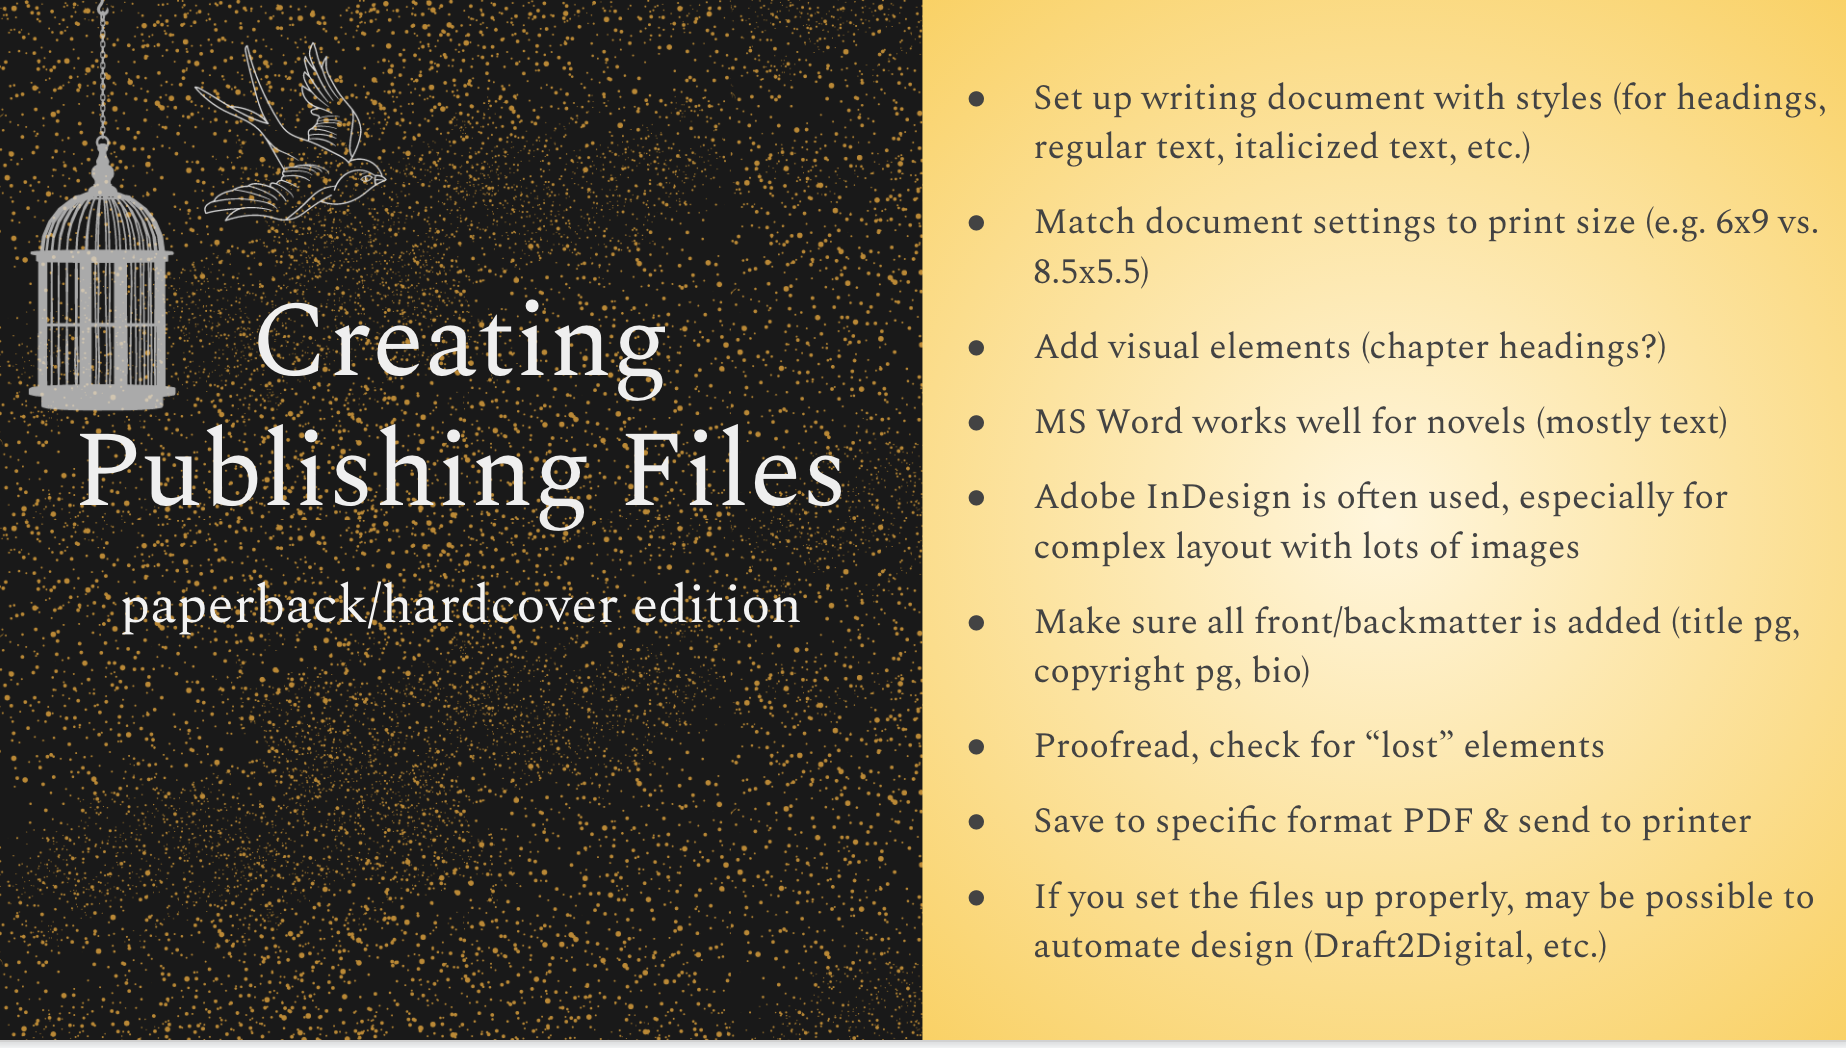 Creating
Publishing Files
paperback/hardcover edition
● Set up writing document with styles (for headings,
regular text, italicized text, etc.)
● Match document settings to print size (e.g. 6x9 vs.
8.5x5.5)
● Add visual elements (chapter headings?)
● MS Word works well for novels (mostly text)
● Adobe InDesign is often used, especially for
complex layout with lots of images
● Make sure all front/backmatter is added (title pg,
copyright pg, bio)
● Proofread, check for “lost” elements
● Save to specific format PDF & send to printer
● If you set the files up properly, may be possible to
automate design (Draft2Digital, etc.)